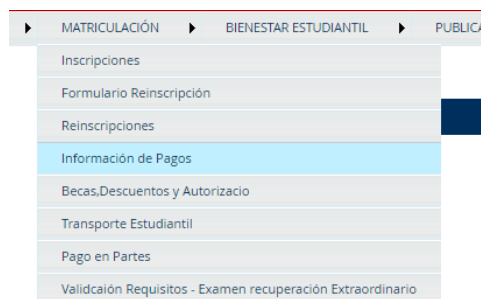 MATRICULACIÓN BIENESTAR ESTUDIANTIL
Inscripciones
Formulario Reinscripción
Reinscripciones
Información de Pagos
Becas,Descuentos y Autorizacio
Transporte Estudiantil
Pago en Partes
Validcaión Requisitos - Examen recuperación Extraordinario